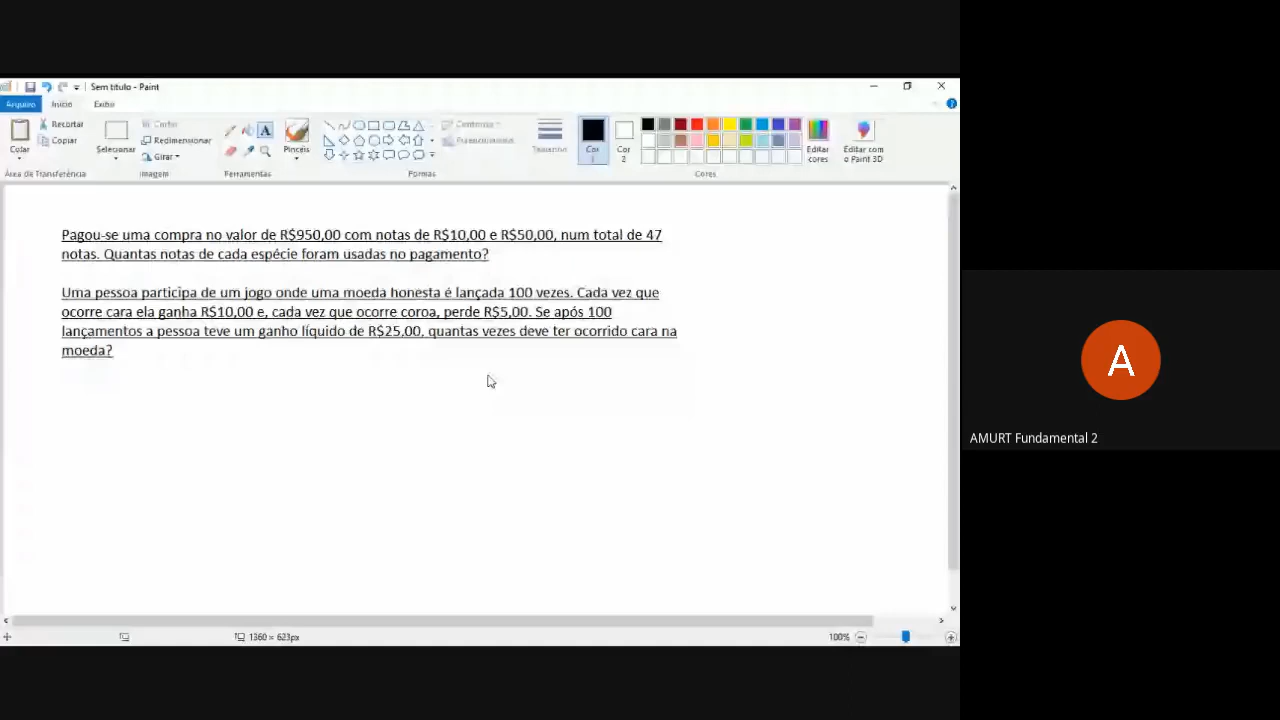 Sem título - Paint
Arquivo Início Exibir
Colar
Recortar
Copiar
Área de Transferência
Selecionar
Redimensionar
Girar
Imagem
Ferramentas
Pincéis
Formas
Contorno
Preenchimento
Tamanho
Cor 1
Cor 2
Editar cores
Editar com o Paint 3D
Cores
Pagou-se uma compra no valor de R$950,00 com notas de R$10,00 e R$50,00, num total de 47
notas. Quantas notas de cada espécie foram usadas no pagamento?
Uma pessoa participa de um jogo onde uma moeda honesta é lançada 100 vezes. Cada vez que
ocorre cara ela ganha R$10,00 e, cada vez que ocorre coroa, perde R$5,00. Se após 100
lançamentos a pessoa teve um ganho líquido de R$25,00, quantas vezes deve ter ocorrido cara na
moeda?
1360 × 623px
100%
A
AMURT Fundamental 2